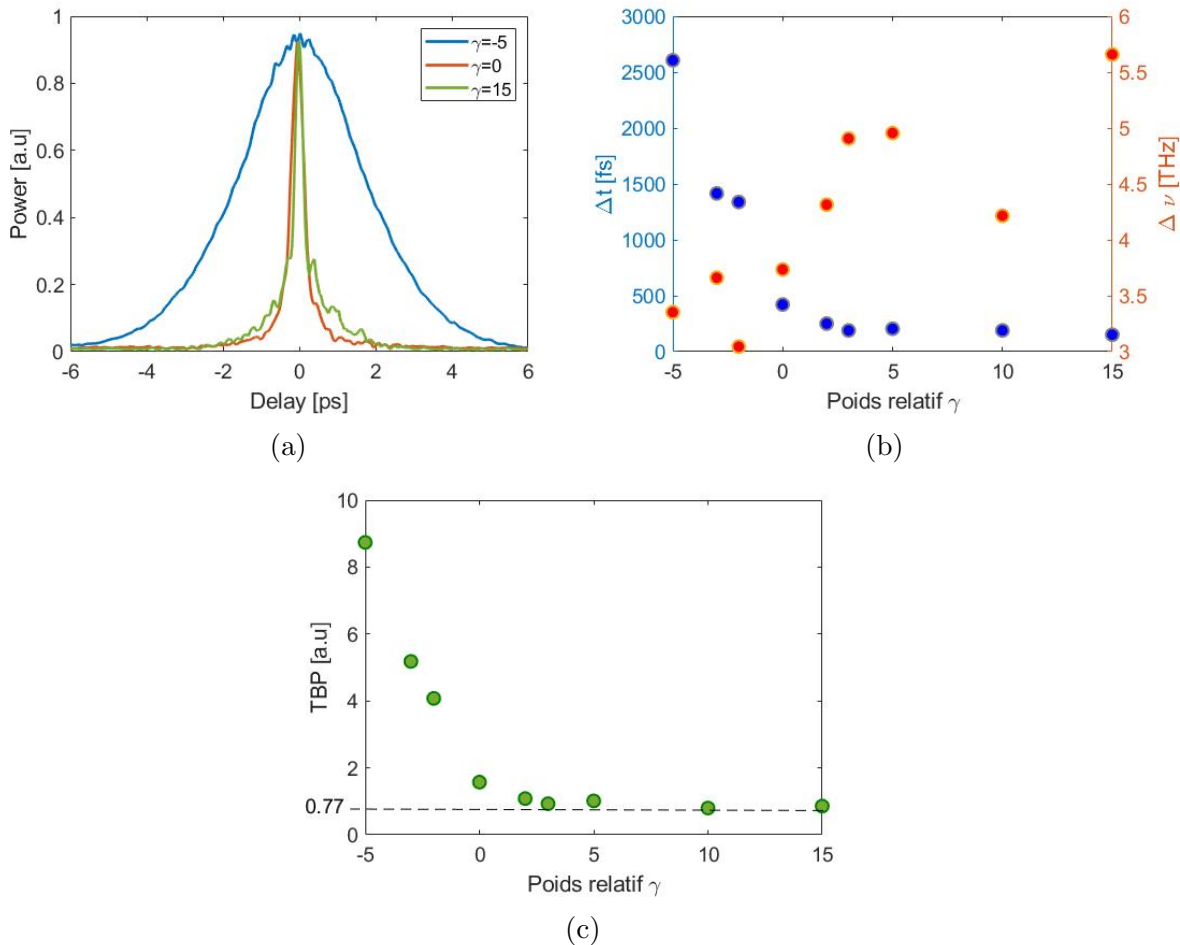 1
0.8
0.6
0.4
0.2
0
Power [a.u]
-6 -4 -2 0 2 4 6
Delay [ps]
γ=-5
γ=0
γ=15
(a)
3000
2500
2000
1500
1000
500
0
Δt [fs]
6
5.5
5
4.5
4
3.5
3
Δ ν [THz]
-5 0 5 10 15
Poids relatif γ
(b)
10
8
6
4
2
0.77
0
TBP [a.u]
-5 0 5 10 15
Poids relatif γ
(c)